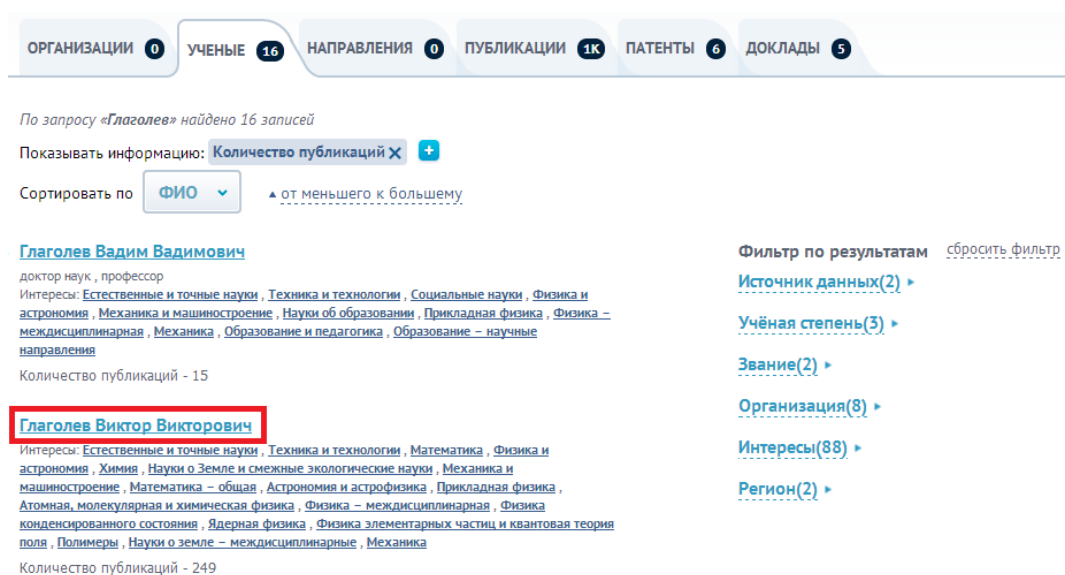 ОРГАНИЗАЦИИ 0 УЧЕНЫЕ 16 НАПРАВЛЕНИЯ 0 ПУБЛИКАЦИИ 1K ПАТЕНТЫ 6 ДОКЛАДЫ 5
По запросу «Глаголев» найдено 16 записей
Показывать информацию: Количество публикаций X +
Сортировать по ФИО ▲ от меньшего к большему
Глаголев Вадим Вадимович
доктор наук , профессор
Интересы: Естественные и точные науки , Техника и технологии , Социальные науки , Физика и
астрономия , Механика и машиностроение , Науки об образовании , Прикладная физика , Физика –
междисциплинарная , Механика , Образование и педагогика , Образование – научные
направления
Количество публикаций - 15
Глаголев Виктор Викторович
Интересы: Естественные и точные науки , Техника и технологии , Математика , Физика и
астрономия , Химия , Науки о Земле и смежные экологические науки , Механика и
машиностроение , Математика – общая , Астрономия и астрофизика , Прикладная физика ,
Атомная, молекулярная и химическая физика , Физика – междисциплинарная , Физика
конденсированного состояния , Ядерная физика , Физика элементарных частиц и квантовая теория
поля , Полимеры , Науки о земле – междисциплинарные , Механика
Количество публикаций - 249
Фильтр по результатам сбросить фильтр
Источник данных(2) ▸
Учёная степень(3) ▸
Звание(2) ▸
Организация(8) ▸
Интересы(88) ▸
Регион(2) ▸